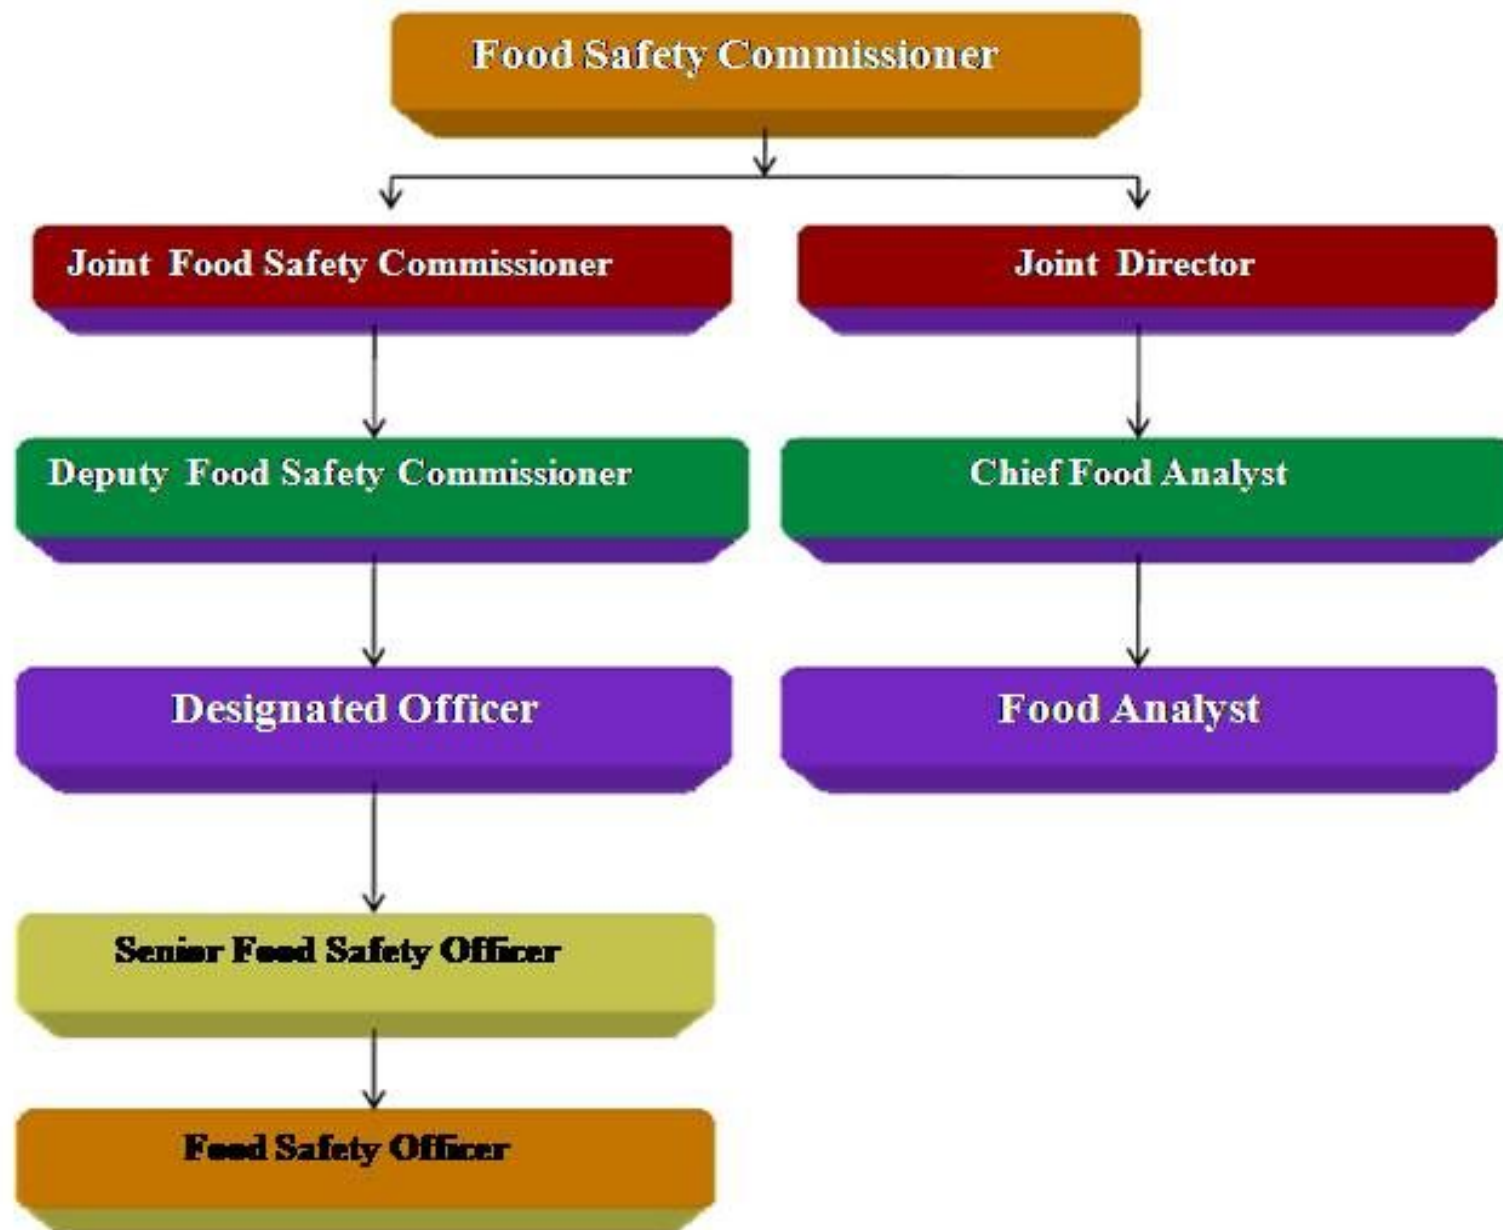 Food Safety Commissioner
Joint Food Safety Commissioner
Joint Director
Deputy Food Safety Commissioner
Chief Food Analyst
Designated Officer
Food Analyst
Senior Food Safety Officer
Food Safety Officer